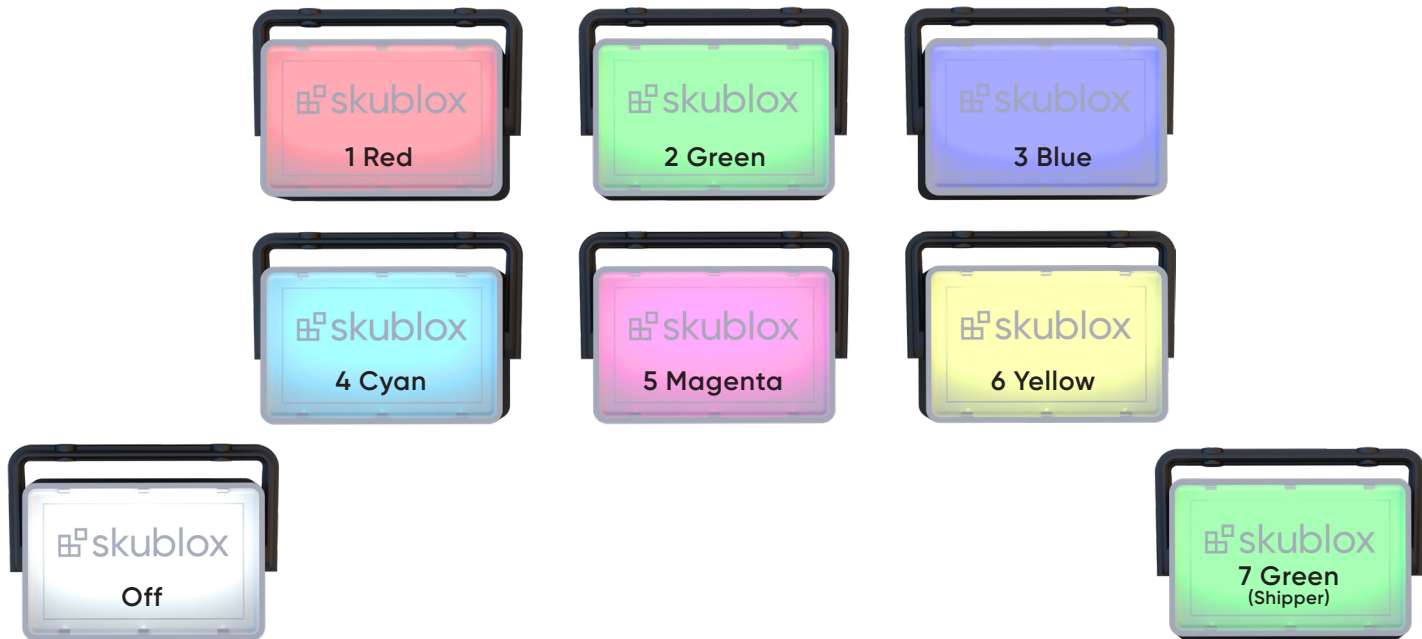 skublox
1 Red
skublox
2 Green
skublox
3 Blue
skublox
4 Cyan
skublox
5 Magenta
skublox
6 Yellow
skublox
Off
skublox
7 Green
(Shipper)